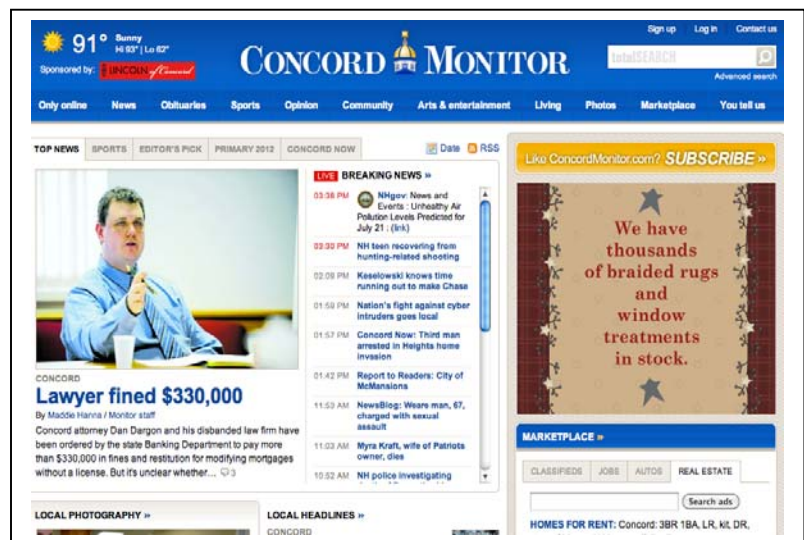 91° Sunny
Hi 93° | Lo 62°
Sponsored by: LINCOLN of Concord
CONCORD MONITOR
Sign up Log in Contact us
totalSEARCH
Advanced search
Only online News Obituaries Sports Opinion Community Arts & entertainment Living Photos Marketplace You tell us
TOP NEWS SPORTS EDITOR'S PICK PRIMARY 2012 CONCORD NOW Date RSS
CONCORD
Lawyer fined $330,000
By Maddie Hanna / Monitor staff
Concord attorney Dan Dargon and his disbanded law firm have
been ordered by the state Banking Department to pay more
than $330,000 in fines and restitution for modifying mortgages
without a license. But it's unclear whether... 3
LIVE BREAKING NEWS »
03:36 PM NHgov: News and
Events : Unhealthy Air
Pollution Levels Predicted for
July 21 : (link)
03:30 PM NH teen recovering from
hunting-related shooting
02:09 PM Keselowski knows time
running out to make Chase
01:59 PM Nation's fight against cyber
intruders goes local
01:57 PM Concord Now: Third man
arrested in Heights home
invasion
01:42 PM Report to Readers: City of
McMansions
11:53 AM NewsBlog: Weare man, 67,
charged with sexual
assault
11:03 AM Myra Kraft, wife of Patriots
owner, dies
10:52 AM NH police investigating
Like ConcordMonitor.com? SUBSCRIBE »
We have
thousands
of braided rugs
and
window
treatments
in stock.
MARKETPLACE »
CLASSIFIEDS JOBS AUTOS REAL ESTATE
Search ads
HOMES FOR RENT: Concord: 3BR 1BA, LR, kit, DR,
LOCAL PHOTOGRAPHY »
LOCAL HEADLINES »
CONCORD